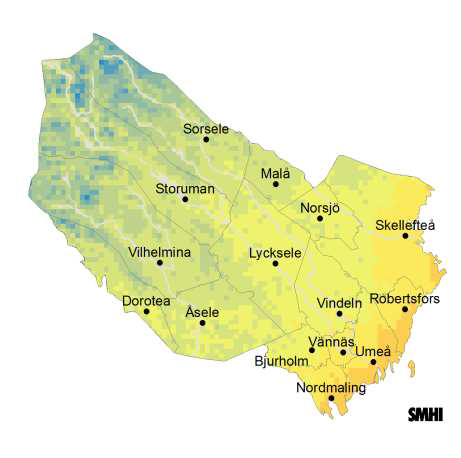 Sorsele
Malå
Storuman
Norsjö
Skellefteå
Vilhelmina
Lycksele
Dorotea
Robertsfors
Åsele
Vindeln
Vännäs
Bjurholm
Umeå
Nordmaling
SMHI